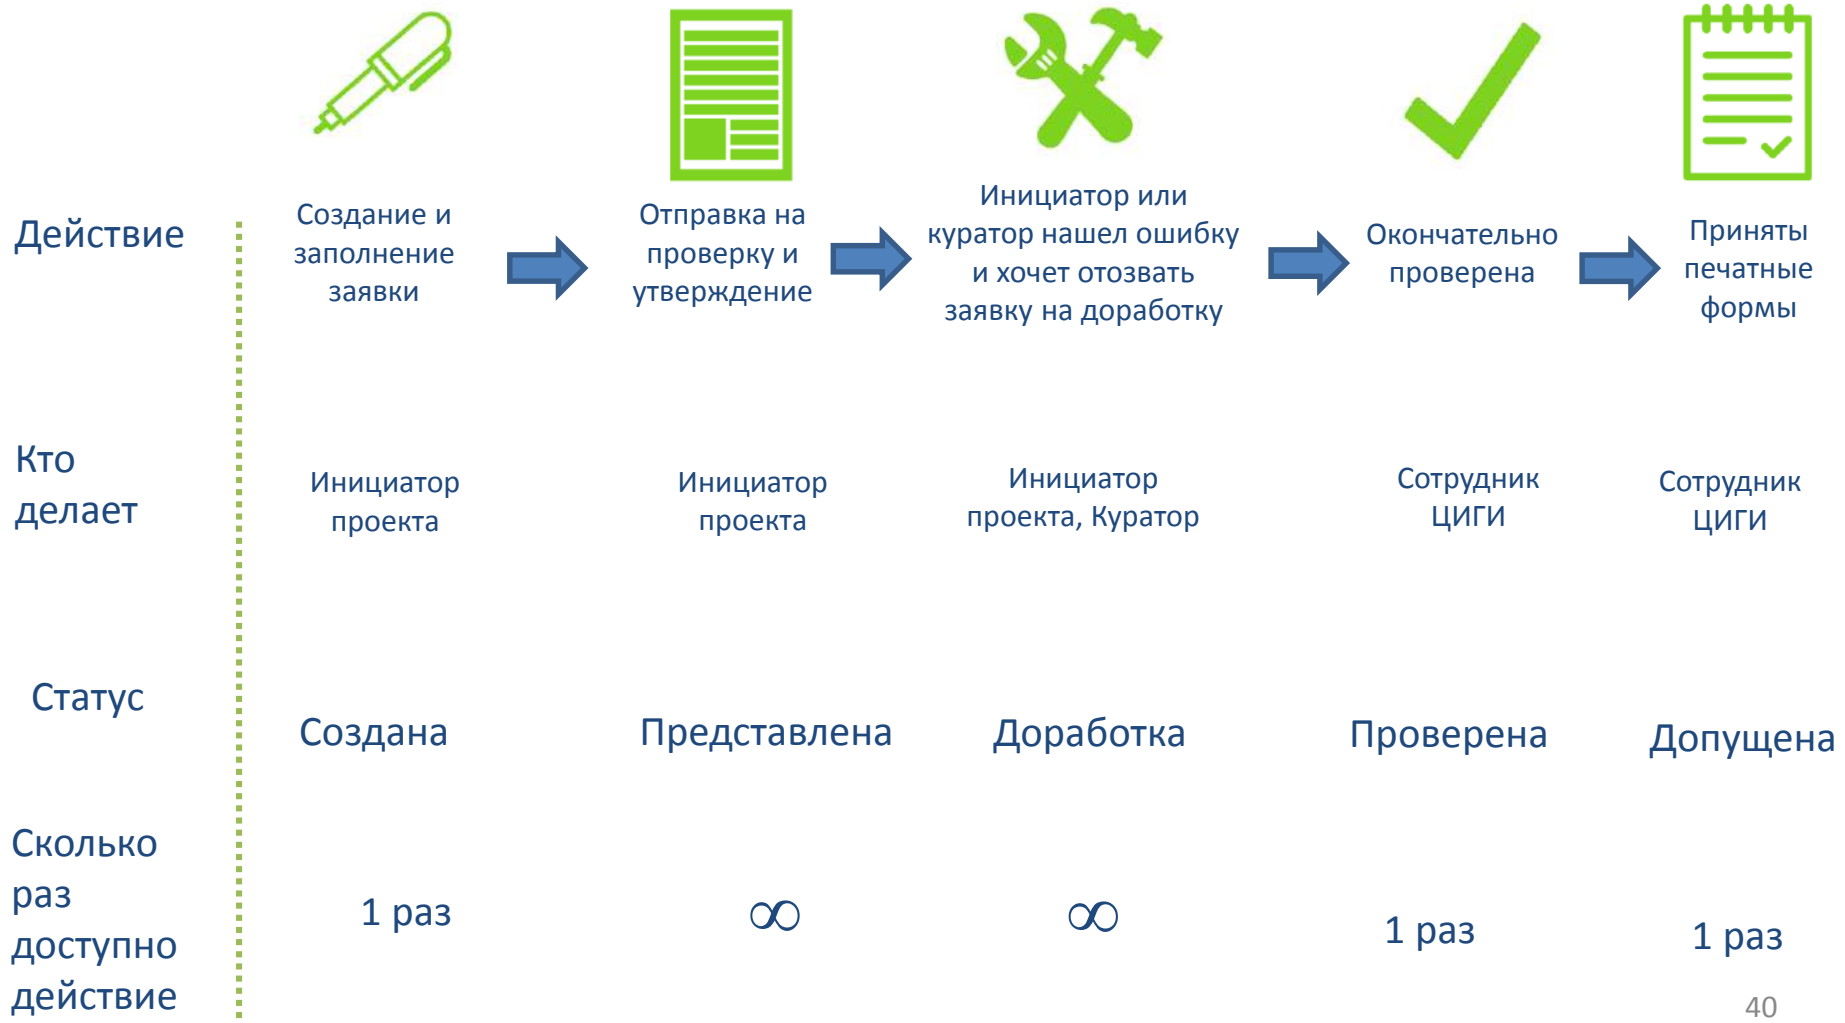 Действие
Создание и
заполнение
заявки
Отправка на
проверку и
утверждение
Инициатор или
куратор нашел ошибку
и хочет отозвать
заявку на доработку
Окончательно
проверена
Приняты
печатные
формы
Кто
делает
Инициатор
проекта
Инициатор
проекта
Инициатор
проекта, Куратор
Сотрудник
ЦИГИ
Сотрудник
ЦИГИ
Статус
Создана
Представлена
Доработка
Проверена
Допущена
Сколько
раз
доступно
действие
1 раз
∞
∞
1 раз
1 раз
40